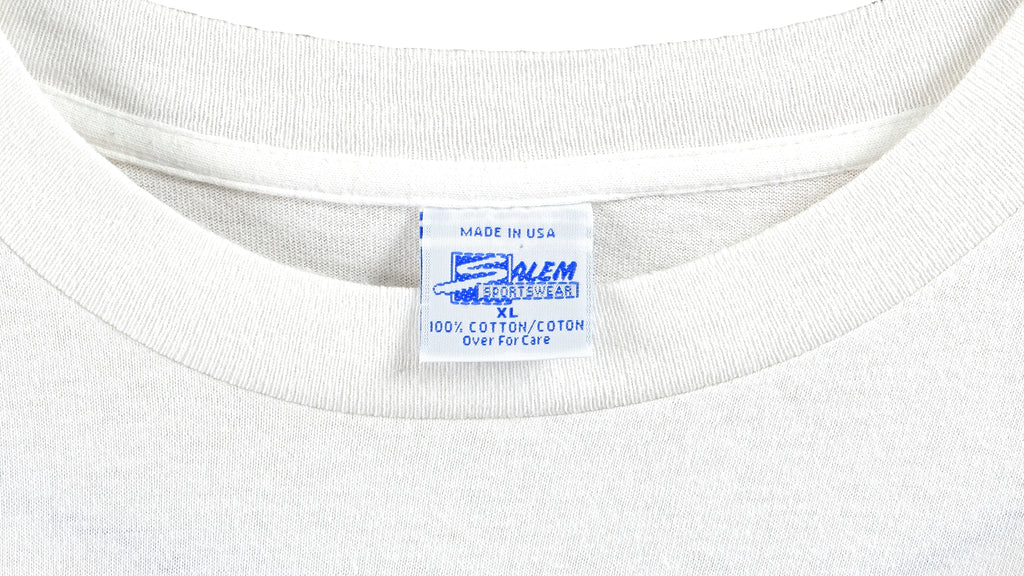 MADE IN USA
SALEM
SPORTSWEAR
XL
100% COTTON/COTON
Over For Care